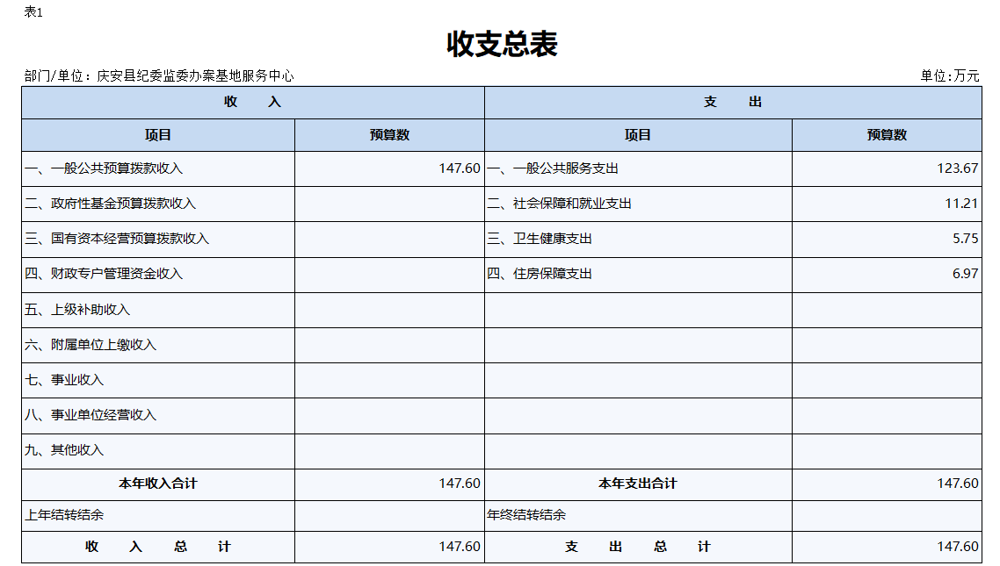 表1
收支总表
部门/单位：庆安县纪委监委办案基地服务中心 单位:万元
收 入 支 出
项目 预算数 项目 预算数
一、一般公共预算拨款收入 147.60 一、一般公共服务支出 123.67
二、政府性基金预算拨款收入 二、社会保障和就业支出 11.21
三、国有资本经营预算拨款收入 三、卫生健康支出 5.75
四、财政专户管理资金收入 四、住房保障支出 6.97
五、上级补助收入
六、附属单位上缴收入
七、事业收入
八、事业单位经营收入
九、其他收入
本年收入合计 147.60 本年支出合计 147.60
上年结转结余 年终结转结余
收 入 总 计 147.60 支 出 总 计 147.60